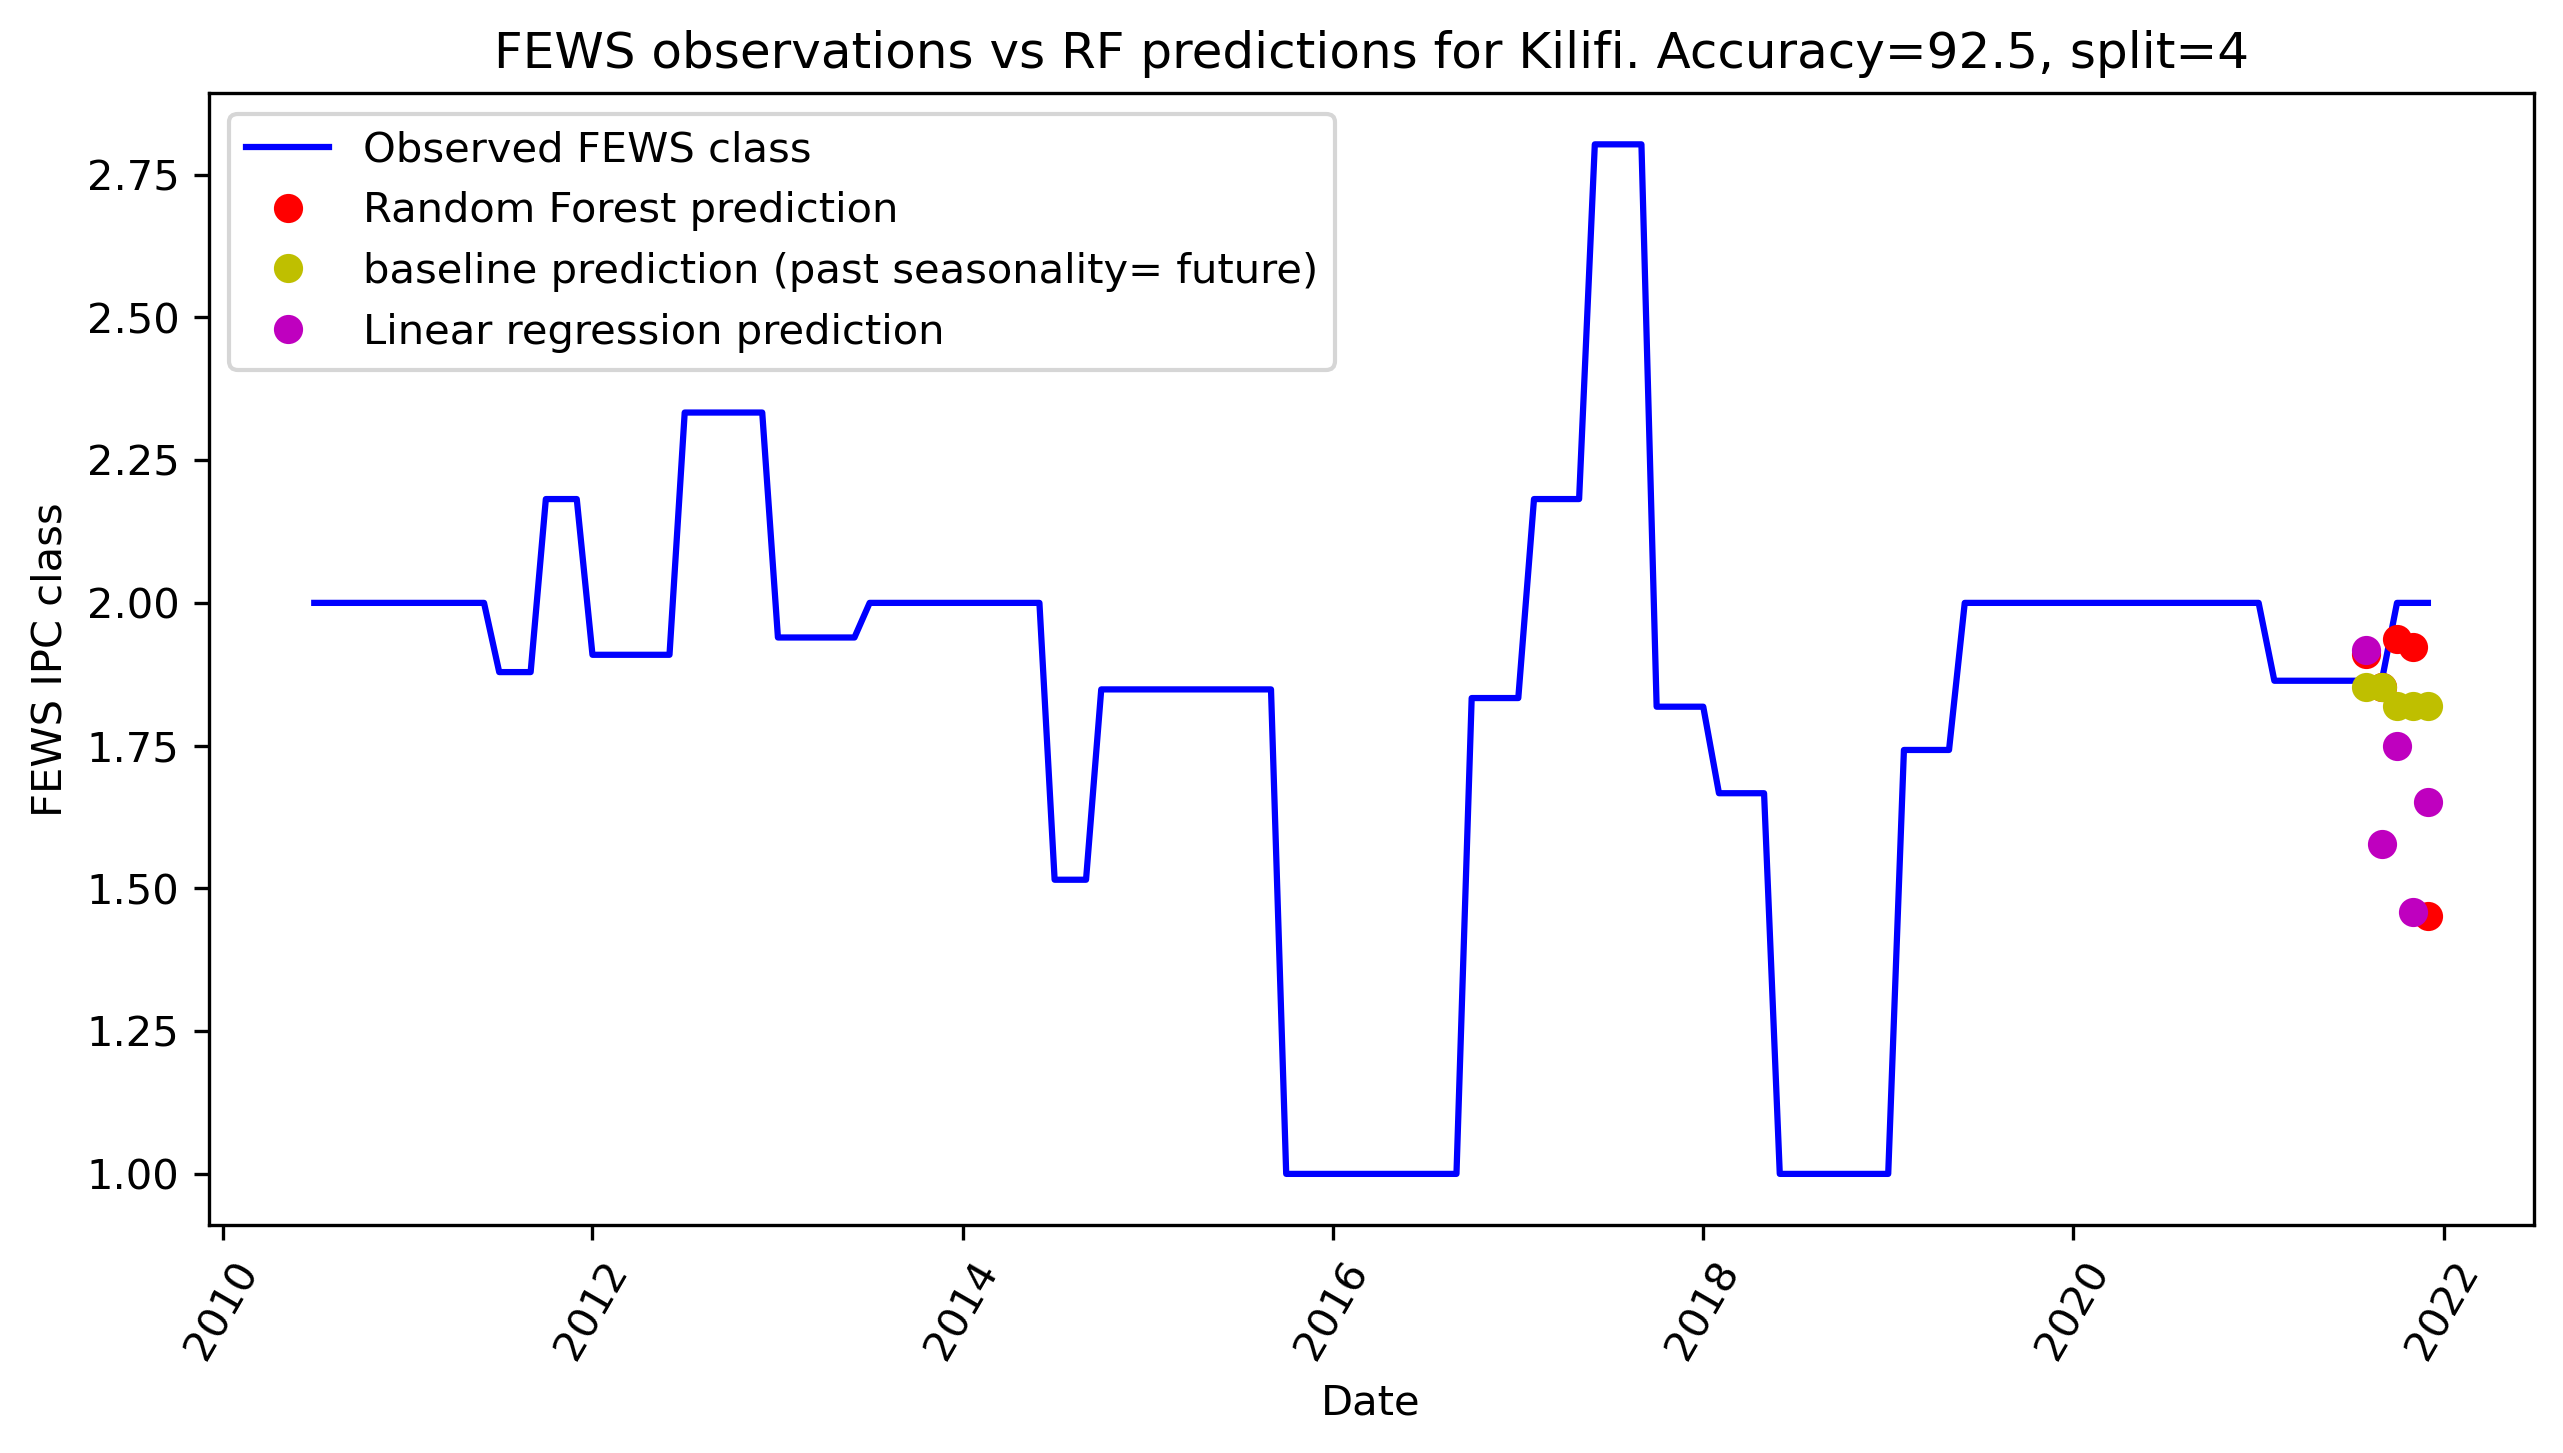 FEWS observations vs RF predictions for Kilifi. Accuracy=92.5, split=4
Observed FEWS class
Random Forest prediction
baseline prediction (past seasonality= future)
Linear regression prediction
FEWS IPC class
2.75
2.50
2.25
2.00
1.75
1.50
1.25
1.00
2010 2012 2014 2016 2018 2020 2022
Date